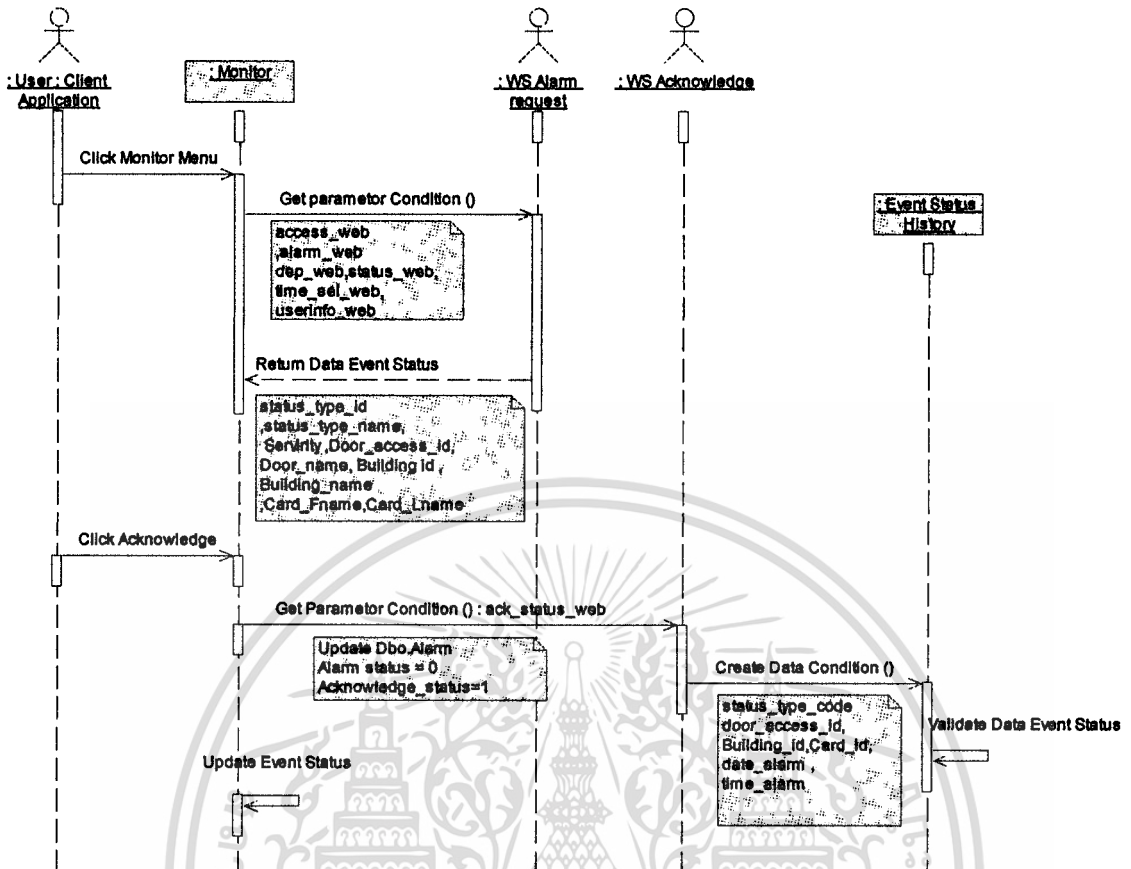 : User : Client
Application
: Monitor
: WS Alarm
request
: WS Acknowledge
Click Monitor Menu
Get parametor Condition ()
access_web
,alarm_web
dep_web,status_web,
time_sel_web,
userinfo_web
: Event Status
History
Return Data Event Status
status_type_id
,status_type_name,
Servirity ,Door_access_id,
Door_name, Building id ,
Building_name
,Card_Fname,Card_Lname
Click Acknowledge
Get Parametor Condition () : ack_status_web
Update Dbo.Alarm
Alarm status = 0
Acknowledge_status=1
Create Data Condition ()
status_type_code
door_access_id,
Building_id,Card_id,
date_alarm ,
time_alarm
Validate Data Event Status
Update Event Status